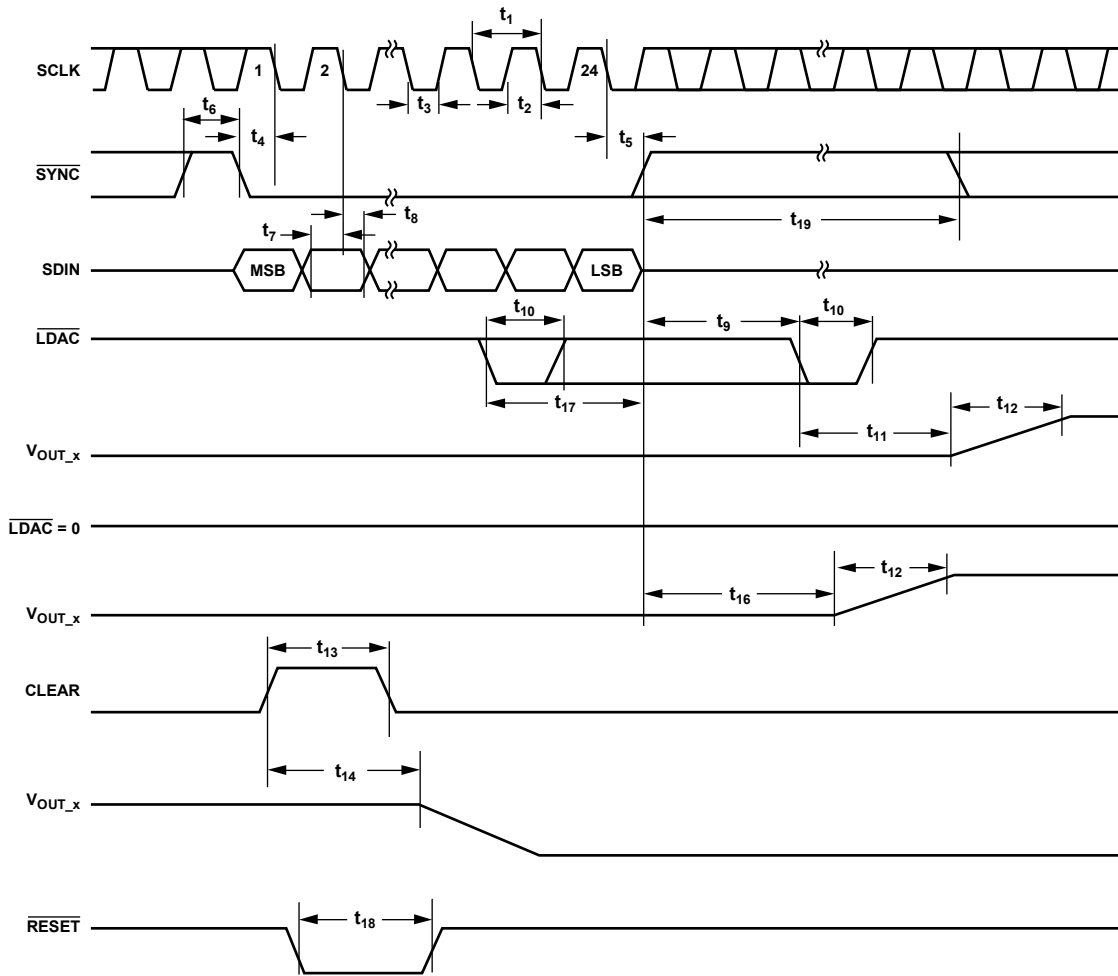 t1
SCLK 1 2 24
t3 t2
t6 t4 t5
SYNC
t19
t7 t8
SDIN MSB LSB
t10 t9 t10
LDAC
t17
t11 t12
VOUT_x
LDAC = 0
t16 t12
VOUT_x
t13
CLEAR
t14
VOUT_x
RESET t18